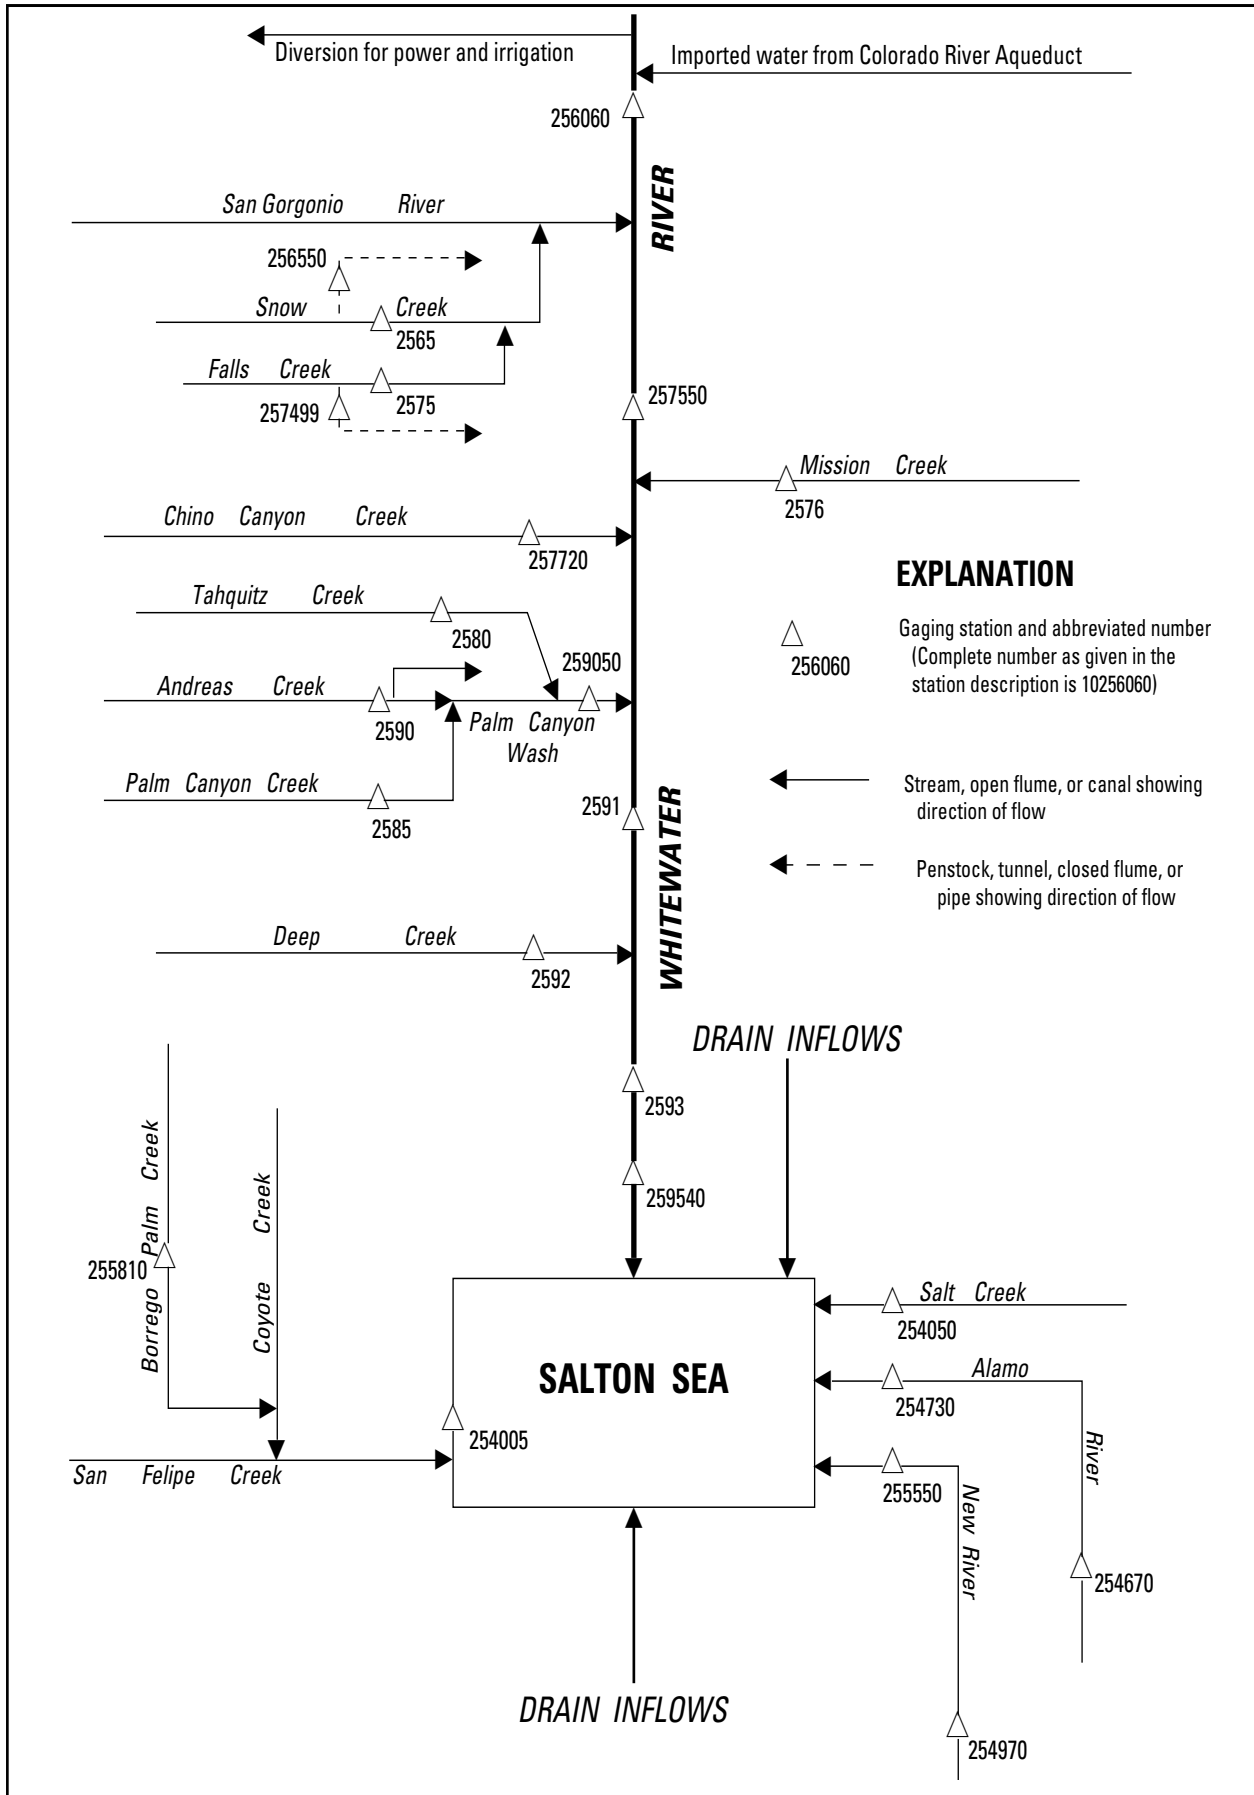 Diversion for power and irrigation
Imported water from Colorado River Aqueduct
256060
RIVER
San Gorgonio River
256550
Snow Creek
2565
Falls Creek
257499
2575
257550
Mission Creek
2576
Chino Canyon Creek
257720
EXPLANATION
Tahquitz Creek
2580
259050
Gaging station and abbreviated number
(Complete number as given in the
station description is 10256060)
256060
Andreas Creek
2590
Palm Canyon
Wash
Palm Canyon Creek
2585
2591
WHITEWATER
Stream, open flume, or canal showing
direction of flow
Penstock, tunnel, closed flume, or
pipe showing direction of flow
Deep Creek
2592
DRAIN INFLOWS
2593
259540
Borrego Palm Creek
Coyote Creek
255810
Salt Creek
254050
SALTON SEA
Alamo
River
254730
254005
San Felipe Creek
255550
New River
254670
DRAIN INFLOWS
254970